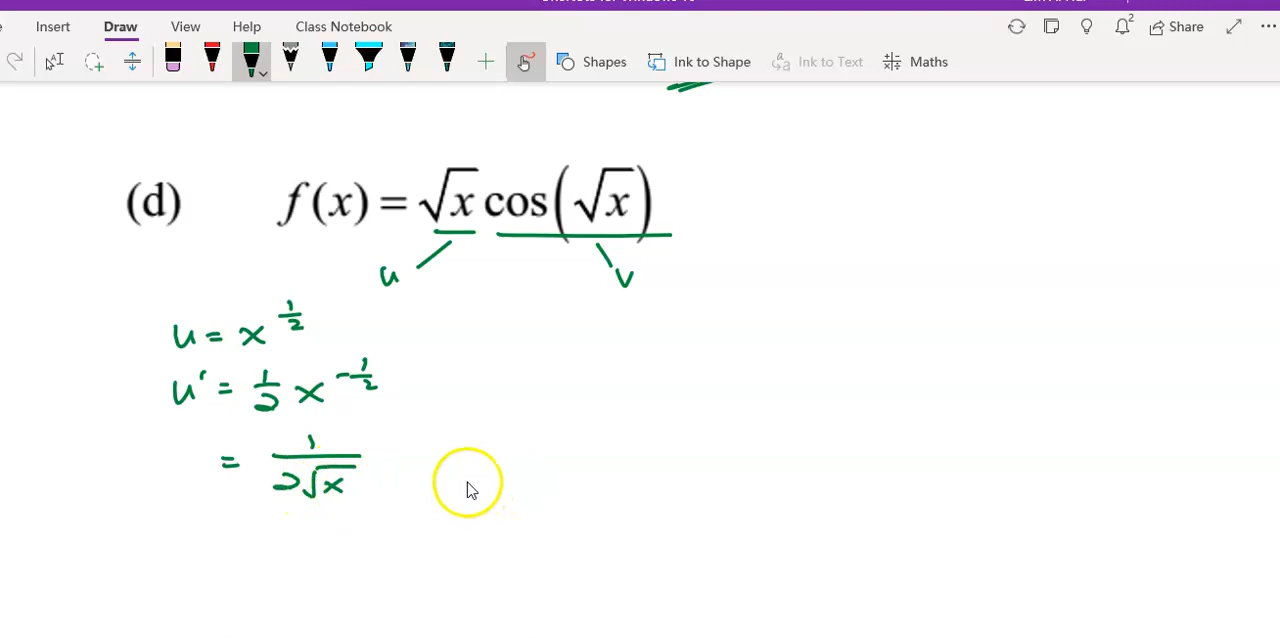 Insert Draw View Help Class Notebook 2 Share
Shapes Ink to Shape Ink to Text Maths
(d) f(x) = √x cos(√x)
u v
u = x^(1/2)
u' = 1/2 x^(-1/2)
= 1/(2√x)